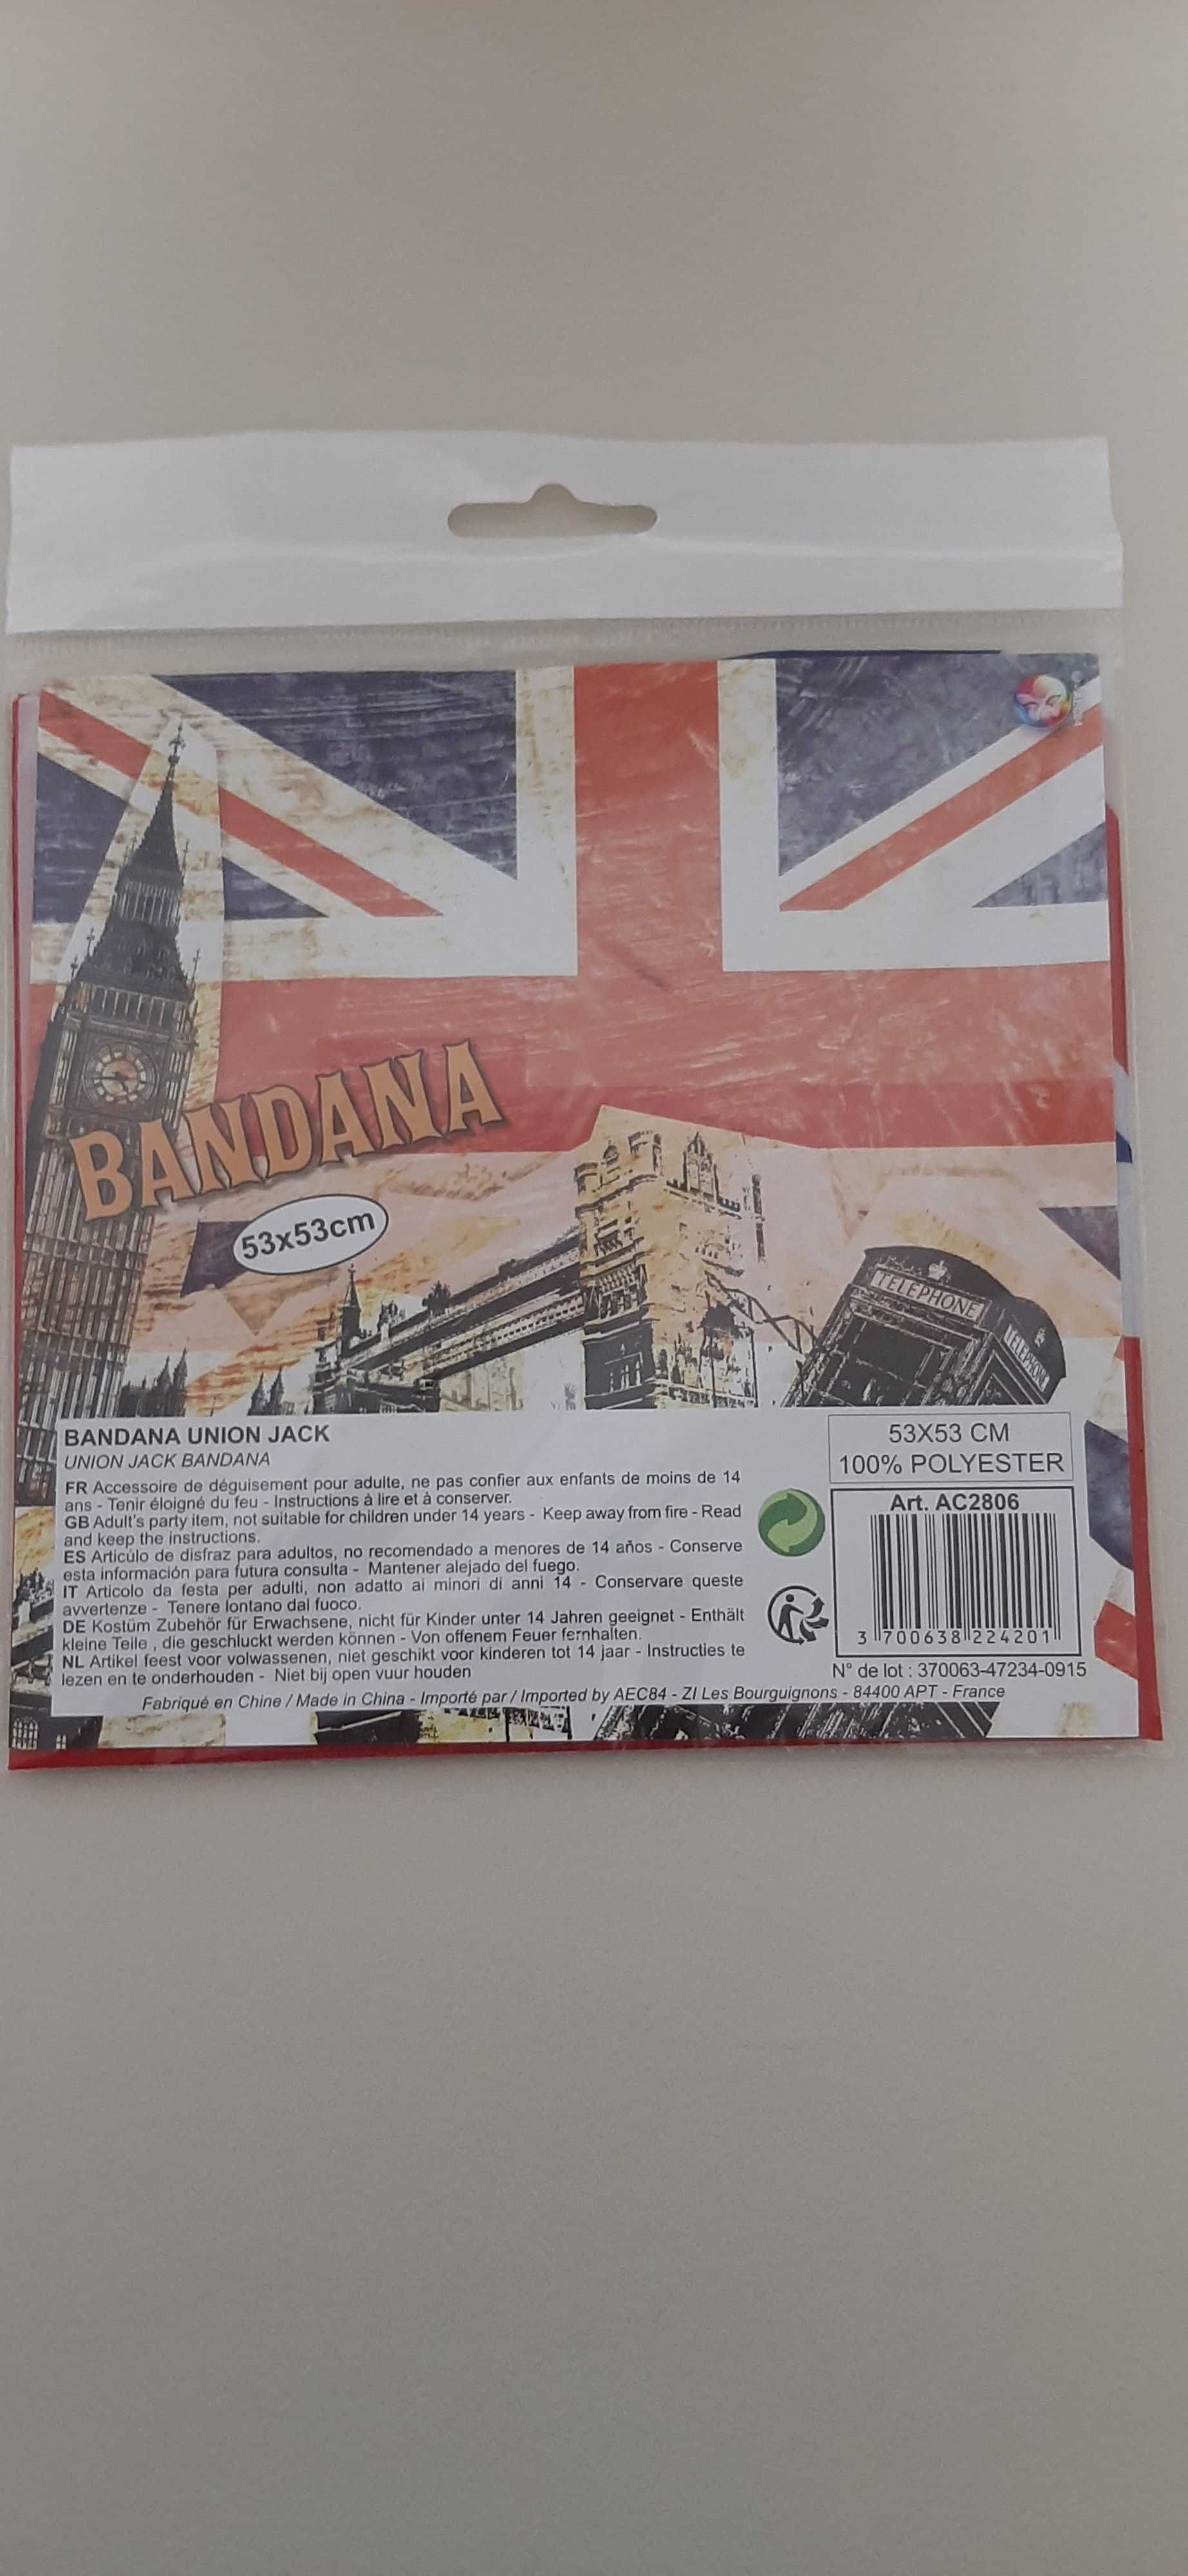 BANDANA
53x53cm
TELEPHONE
TELEPHONE
BANDANA UNION JACK
UNION JACK BANDANA
FR Accessoire de déguisement pour adulte, ne pas confier aux enfants de moins de 14
ans - Tenir éloigné du feu - Instructions à lire et à conserver.
GB Adult's party item, not suitable for children under 14 years - Keep away from fire - Read
and keep the instructions.
ES Articulo de disfraz para adultos, no recomendado a menores de 14 años - Conserve
esta información para futura consulta - Mantener alejado del fuego.
IT Articolo da festa per adulti, non adatto ai minori di anni 14 - Conservare queste
avvertenze - Tenere lontano dal fuoco.
DE Kostüm Zubehör für Erwachsene, nicht für Kinder unter 14 Jahren geeignet - Enthält
kleine Teile , die geschluckt werden können - Von offenem Feuer fernhalten.
NL Artikel feest voor volwassenen, niet geschikt voor kinderen tot 14 jaar - Instructies te
lezen en te onderhouden - Niet bij open vuur houden
53X53 CM
100% POLYESTER
Art. AC2806
3 700638 224201
N° de lot : 370063-47234-0915
Fabriqué en Chine / Made in China - Importé par / Imported by AEC84 - ZI Les Bourguignons - 84400 APT - France